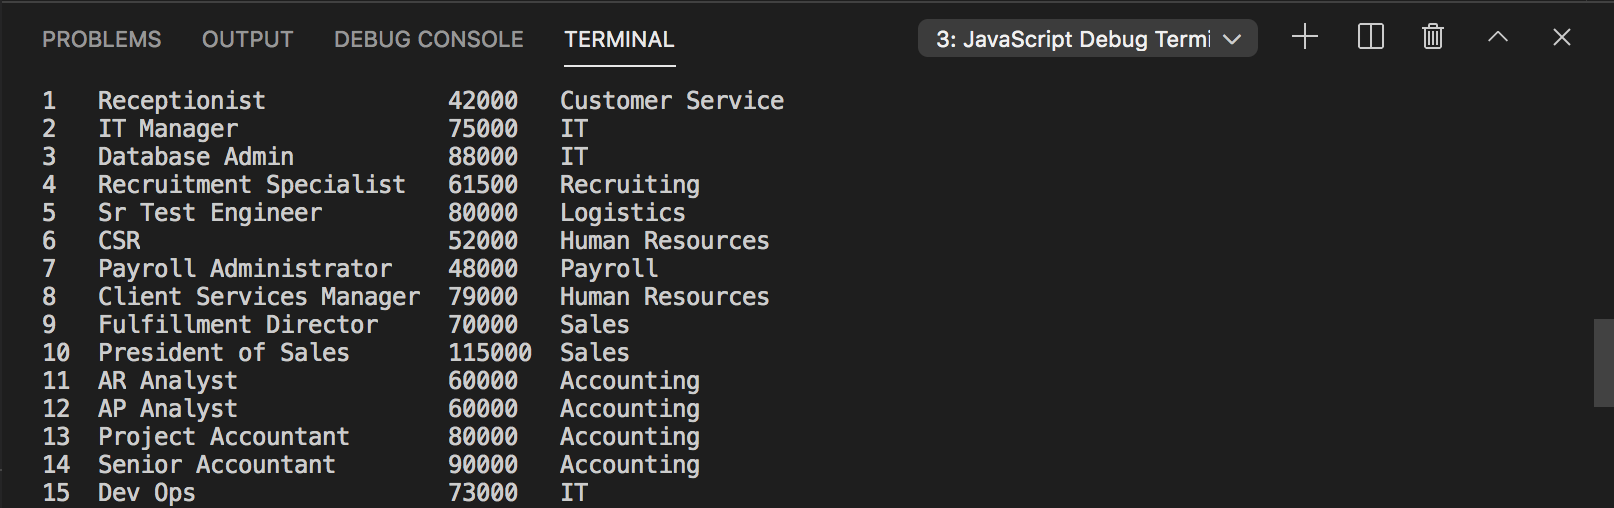 PROBLEMS OUTPUT DEBUG CONSOLE TERMINAL 3: JavaScript Debug Termi
1 Receptionist 42000 Customer Service
2 IT Manager 75000 IT
3 Database Admin 88000 IT
4 Recruitment Specialist 61500 Recruiting
5 Sr Test Engineer 80000 Logistics
6 CSR 52000 Human Resources
7 Payroll Administrator 48000 Payroll
8 Client Services Manager 79000 Human Resources
9 Fulfillment Director 70000 Sales
10 President of Sales 115000 Sales
11 AR Analyst 60000 Accounting
12 AP Analyst 60000 Accounting
13 Project Accountant 80000 Accounting
14 Senior Accountant 90000 Accounting
15 Dev Ops 73000 IT